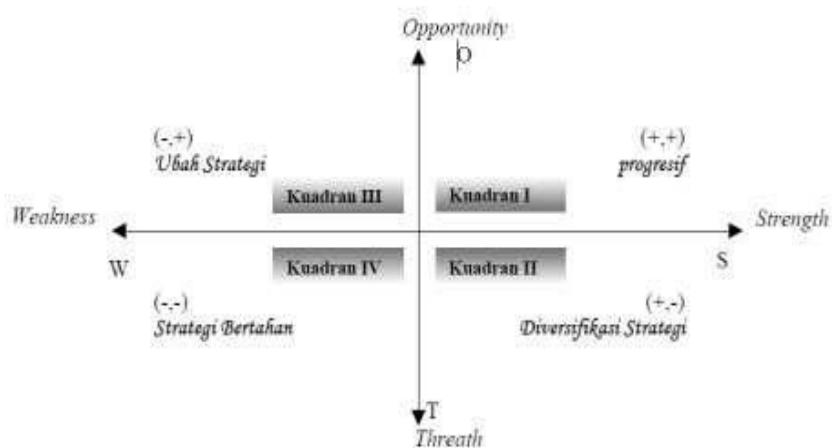 Opportunity
O
(-,+)
Ubah Strategi
(+,+)
progresif
Kuadran III
Kuadran I
Weakness
Strength
W
Kuadran IV
Kuadran II
S
(-,-)
Strategi Bertahan
(+,-)
Diversifikasi Strategi
T
Threath